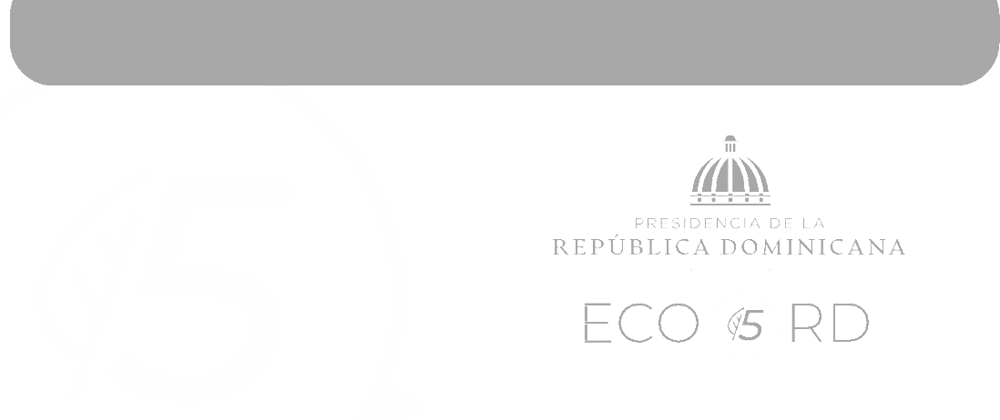 PRESIDENCIA DE LA
REPÚBLICA DOMINICANA
ECO 5 RD